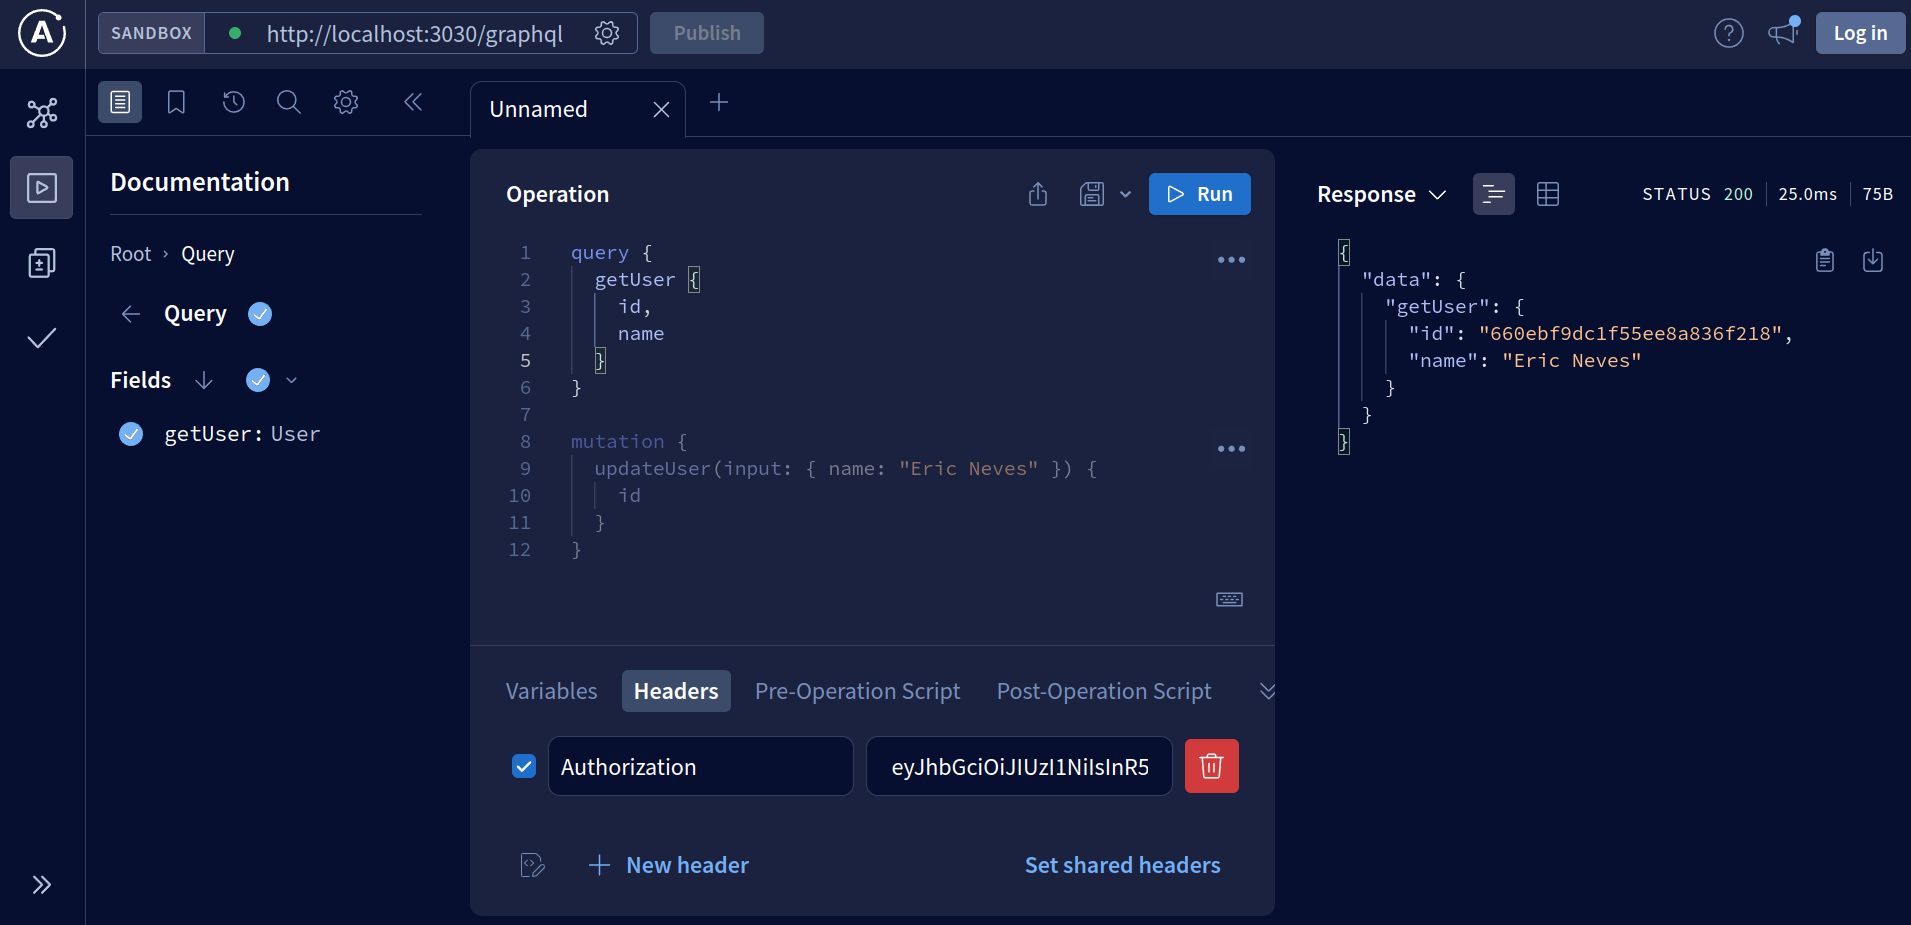 SANDBOX http://localhost:3030/graphql Publish Log in
Unnamed
Documentation
Root › Query
Query
Fields
getUser: User
Operation Run
1 query {
2 getUser {
3 id,
4 name
5 }
6 }
7
8 mutation {
9 updateUser(input: { name: "Eric Neves" }) {
10 id
11 }
12 }
Variables Headers Pre-Operation Script Post-Operation Script
Authorization eyJhbGciOiJIUzI1NiIsInR5
New header Set shared headers
Response STATUS 200 25.0ms 75B
{
"data": {
"getUser": {
"id": "660ebf9dc1f55ee8a836f218",
"name": "Eric Neves"
}
}
}